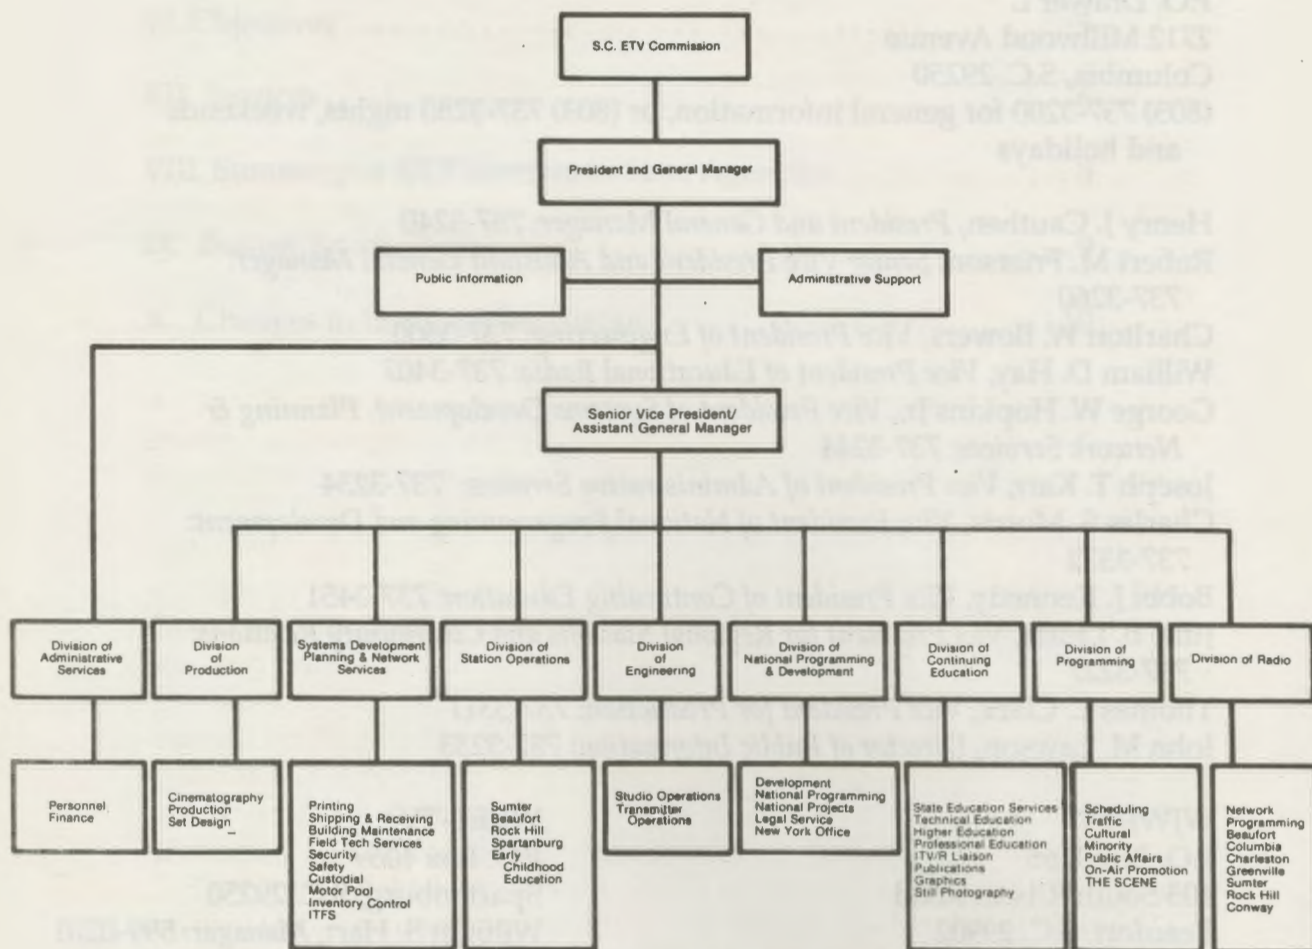 S.C. ETV Commission
President and General Manager
Public Information
Administrative Support
Senior Vice President/
Assistant General Manager
Division of
Administrative
Services
Division
of
Production
Systems Development
Planning & Network
Services
Division of
Station Operations
Division
of
Engineering
Division of
National Programming
& Development
Division of
Continuing
Education
Division of
Programming
Division of Radio
Personnel
Finance
Cinematography
Production
Set Design
Printing
Shipping & Receiving
Building Maintenance
Field Tech Services
Security
Safety
Custodial
Motor Pool
Inventory Control
ITFS
Sumter
Beaufort
Rock Hill
Spartanburg
Early
Childhood
Education
Studio Operations
Transmitter
Operations
Development
National Programming
National Projects
Legal Service
New York Office
State Education Services
Technical Education
Higher Education
Professional Education
ITV/R Liaison
Publications
Graphics
Still Photography
Scheduling
Traffic
Cultural
Minority
Public Affairs
On-Air Promotion
THE SCENE
Network
Programming
Beaufort
Columbia
Charleston
Greenville
Sumter
Rock Hill
Conway